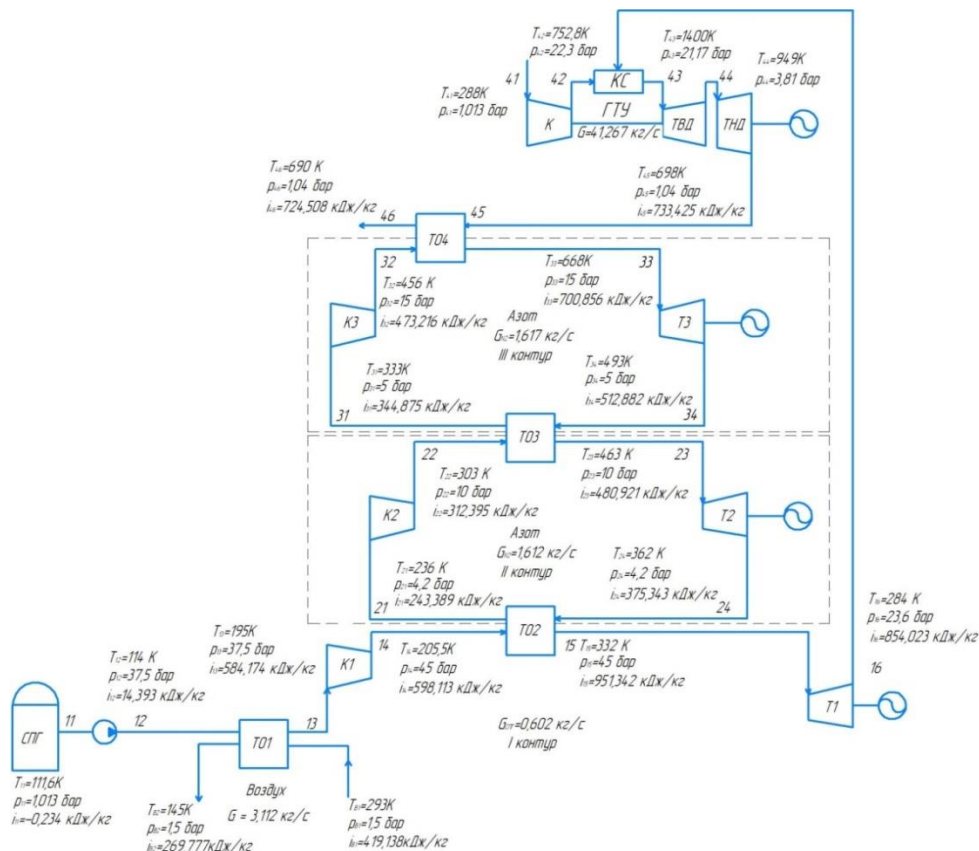 T₄₂=752,8K
p₄₂=22,3 бар
T₄₃=1400K
p₄₃=21,17 бар
T₄₄=949K
p₄₄=3,81 бар
41
42
КС
43
44
T₄₁=288K
p₄₁=1,013 бар
К
ГТУ
G=41,267 кг/с
ТВД
ТНД
T₄₆=690 K
p₄₆=1,04 бар
i₄₆=724,508 кДж/кг
T₄₅=698K
p₄₅=1,04 бар
i₄₅=733,425 кДж/кг
46
45
ТО4
32
33
T₃₂=456 K
p₃₂=15 бар
i₃₂=473,216 кДж/кг
T₃₃=668K
p₃₃=15 бар
i₃₃=700,856 кДж/кг
К3
Азот
G_N2=1,617 кг/с
III контур
Т3
T₃₁=333K
p₃₁=5 бар
i₃₁=344,875 кДж/кг
T₃₄=493K
p₃₄=5 бар
i₃₄=512,882 кДж/кг
31
34
ТО3
22
23
T₂₂=303 K
p₂₂=10 бар
i₂₂=312,395 кДж/кг
T₂₃=463 K
p₂₃=10 бар
i₂₃=480,921 кДж/кг
К2
Азот
G_N2=1,612 кг/с
II контур
Т2
T₂₁=236 K
p₂₁=4,2 бар
i₂₁=243,389 кДж/кг
T₂₄=362 K
p₂₄=4,2 бар
i₂₄=375,343 кДж/кг
21
24
ТО2
T₁₆=284 K
p₁₆=23,6 бар
i₁₆=854,023 кДж/кг
16
T₁₃=195K
p₁₃=37,5 бар
i₁₃=584,174 кДж/кг
14
15
T₁₄=205,5K
p₁₄=45 бар
i₁₄=598,113 кДж/кг
T₁₅=332 K
p₁₅=45 бар
i₁₅=951,342 кДж/кг
К1
T₁₂=114 K
p₁₂=37,5 бар
i₁₂=14,393 кДж/кг
Т1
11
12
13
СПГ
ТО1
G_СПГ=0,602 кг/с
I контур
T₁₁=111,6K
p₁₁=1,013 бар
i₁₁=-0,234 кДж/кг
Воздух
G = 3,112 кг/с
T_В2=145K
p_В2=1,5 бар
i_В2=269,777кДж/кг
T_В1=293K
p_В1=1,5 бар
i_В1=419,138кДж/кг